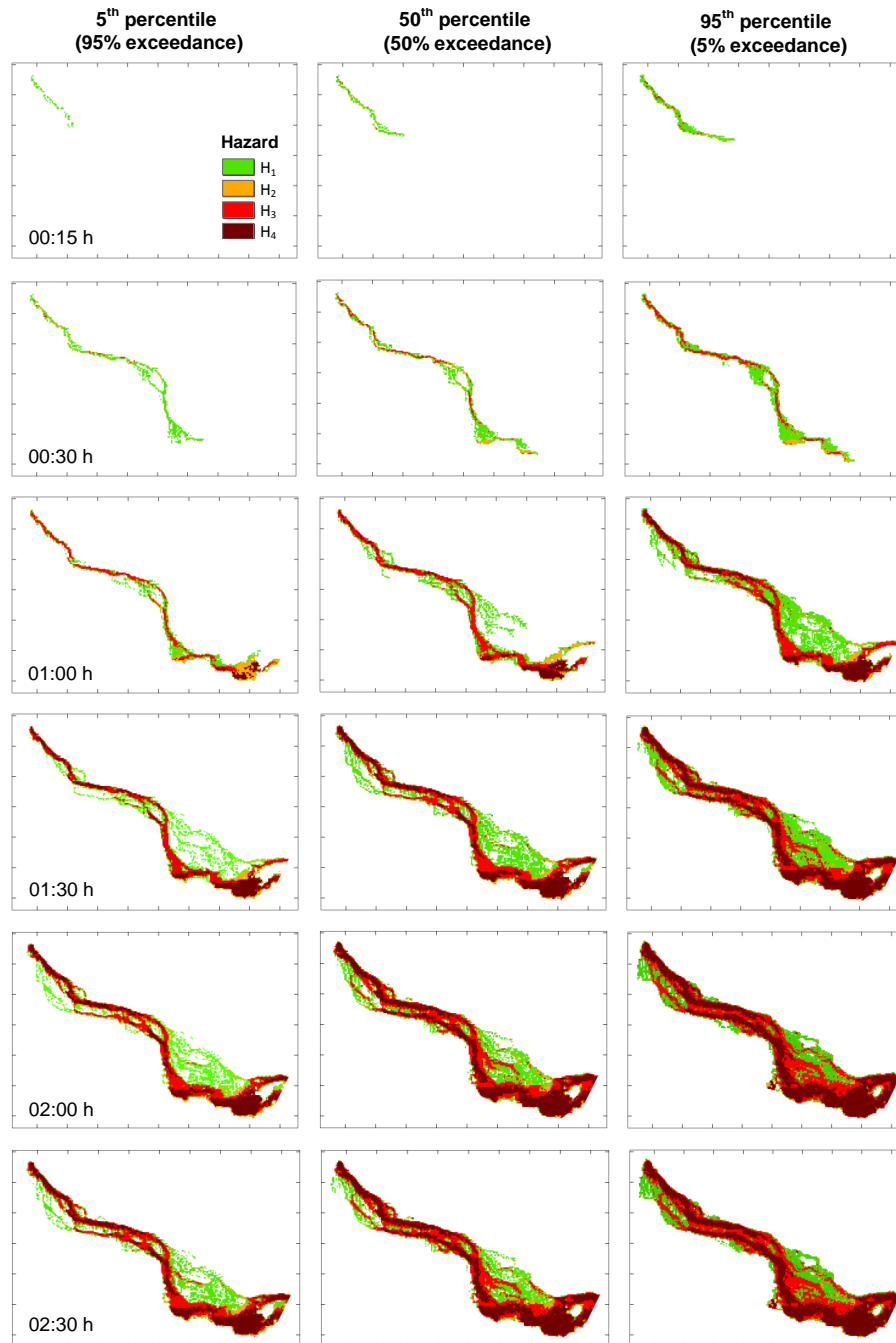 5th percentile
(95% exceedance)
50th percentile
(50% exceedance)
95th percentile
(5% exceedance)
Hazard
H1
H2
H3
H4
00:15 h
00:30 h
01:00 h
01:30 h
02:00 h
02:30 h